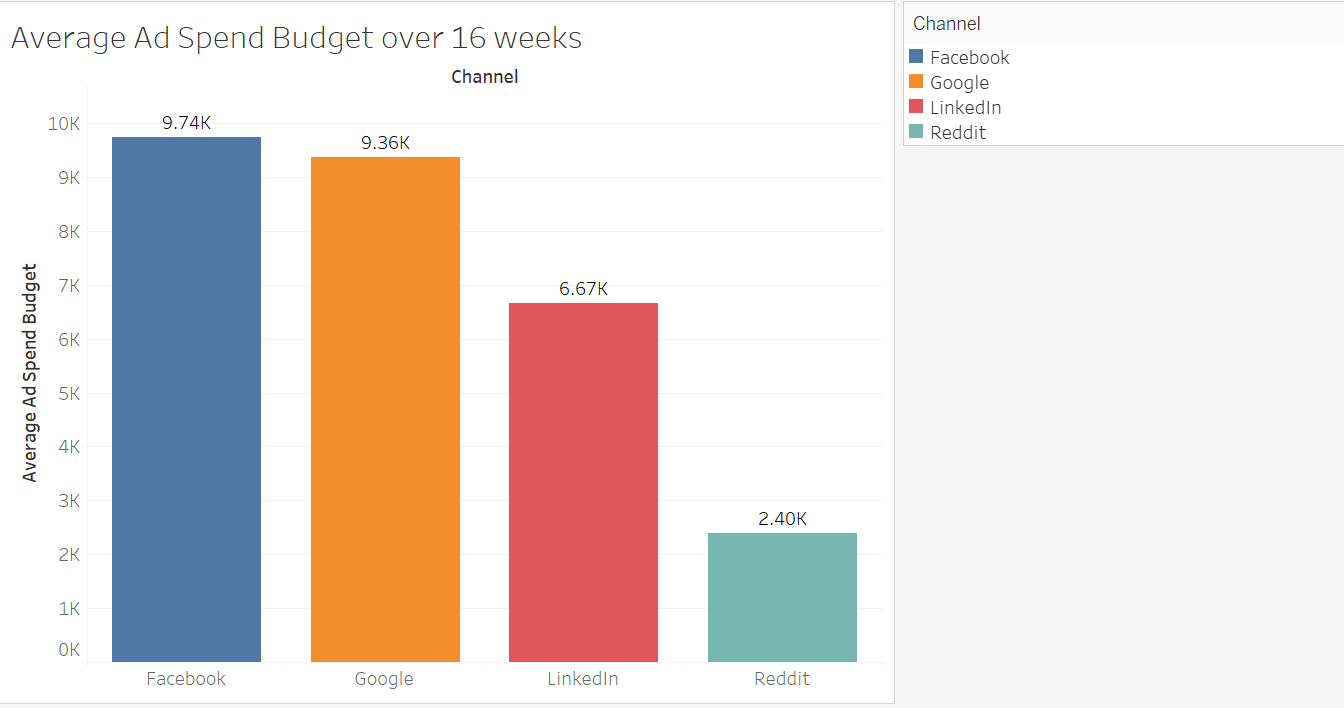 Average Ad Spend Budget over 16 weeks
Channel
Average Ad Spend Budget
10K
9K
8K
7K
6K
5K
4K
3K
2K
1K
0K
9.74K
9.36K
6.67K
2.40K
Facebook
Google
LinkedIn
Reddit
Channel
Facebook
Google
LinkedIn
Reddit